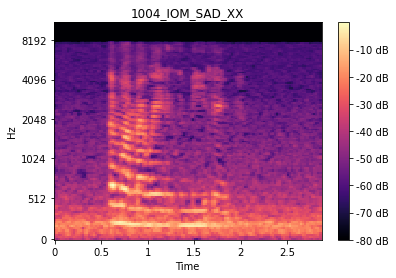 1004_IOM_SAD_XX
Hz
8192
4096
2048
1024
512
0
0 0.5 1 1.5 2 2.5
Time
-10 dB
-20 dB
-30 dB
-40 dB
-50 dB
-60 dB
-70 dB
-80 dB